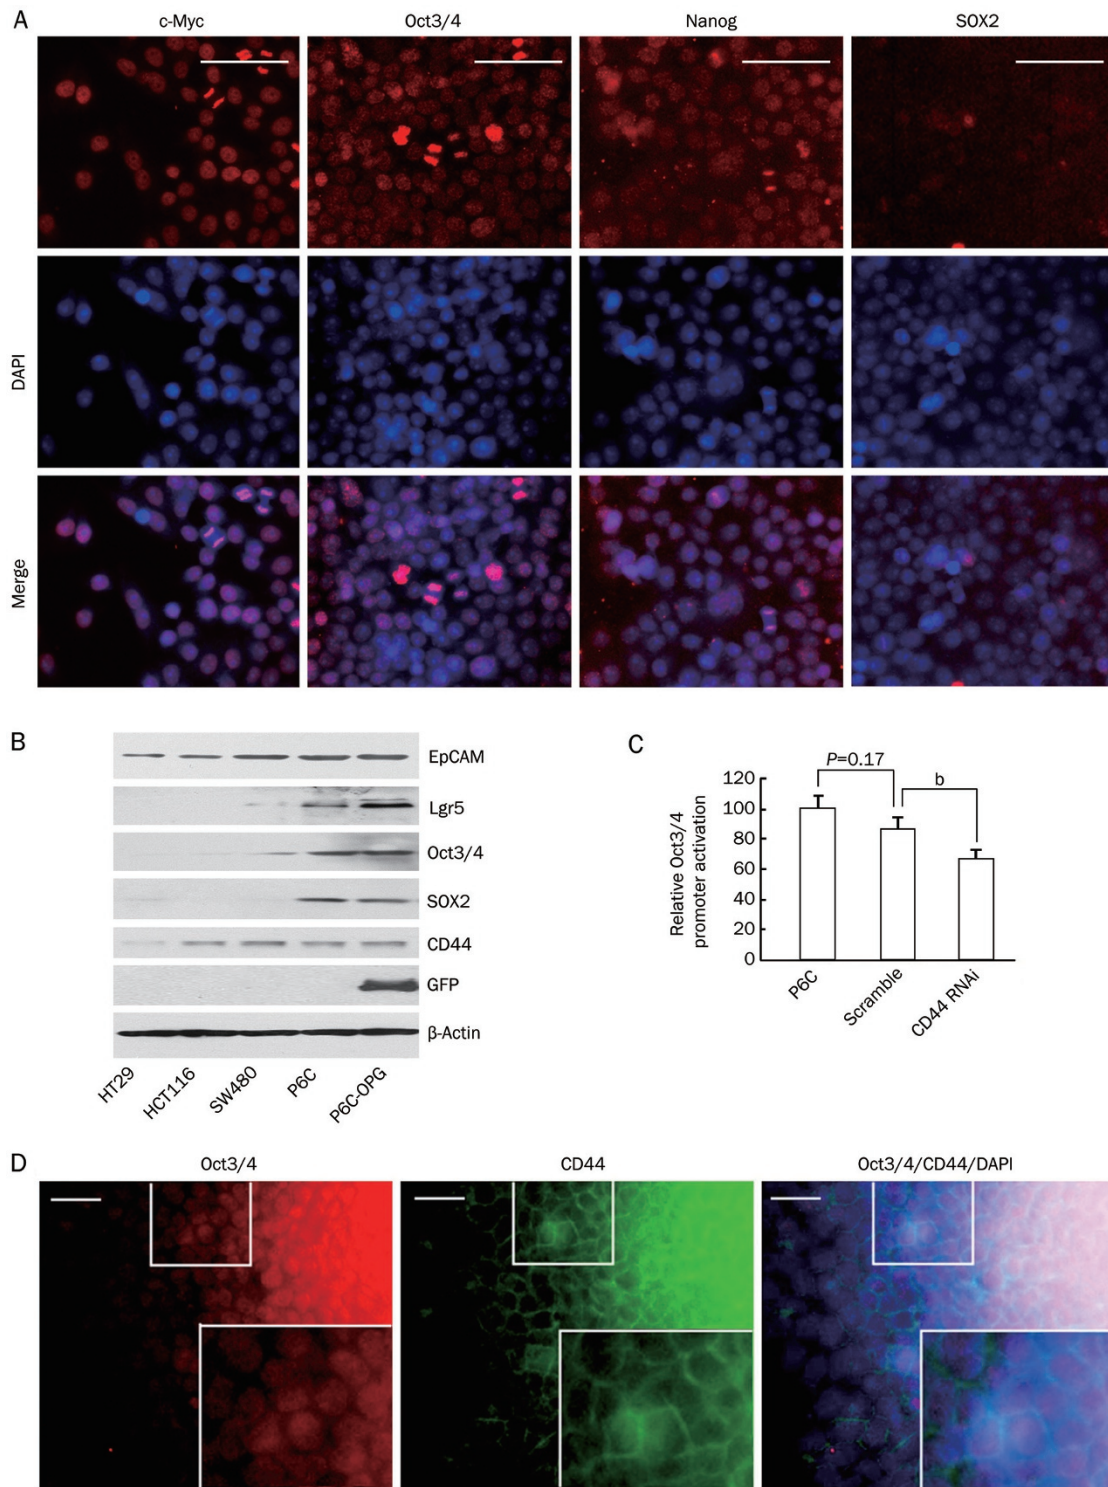 A
c-Myc
Oct3/4
Nanog
SOX2
DAPI
Merge
B
EpCAM
Lgr5
Oct3/4
SOX2
CD44
GFP
β-Actin
HT29
HCT116
SW480
P6C
P6C-OPG
C
P=0.17
b
120
100
80
60
40
20
0
Relative Oct3/4
promoter activation
P6C
Scramble
CD44 RNAi
D
Oct3/4
CD44
Oct3/4/CD44/DAPI